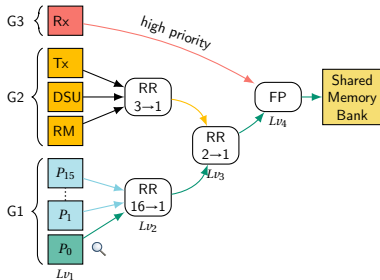 G3
Rx
high priority
G2
Tx
DSU
RM
RR
3→1
FP
Lv4
Shared
Memory
Bank
RR
2→1
Lv3
G1
P15
P1
P0
Lv1
RR
16→1
Lv2